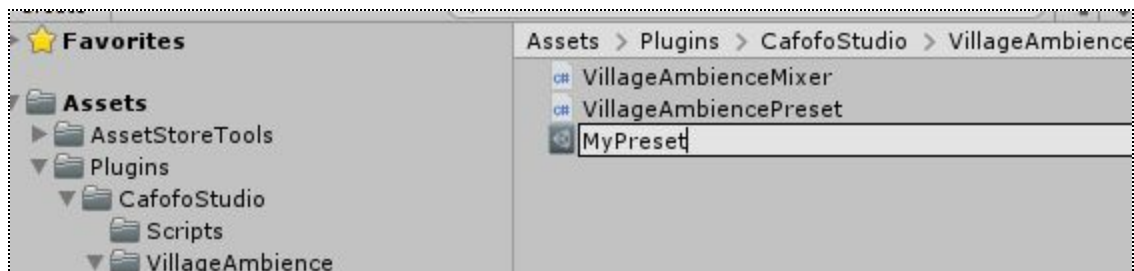 Favorites
Assets
AssetStoreTools
Plugins
CafofoStudio
Scripts
VillageAmbience
Assets > Plugins > CafofoStudio > VillageAmbience
C# VillageAmbienceMixer
C# VillageAmbiencePreset
MyPreset